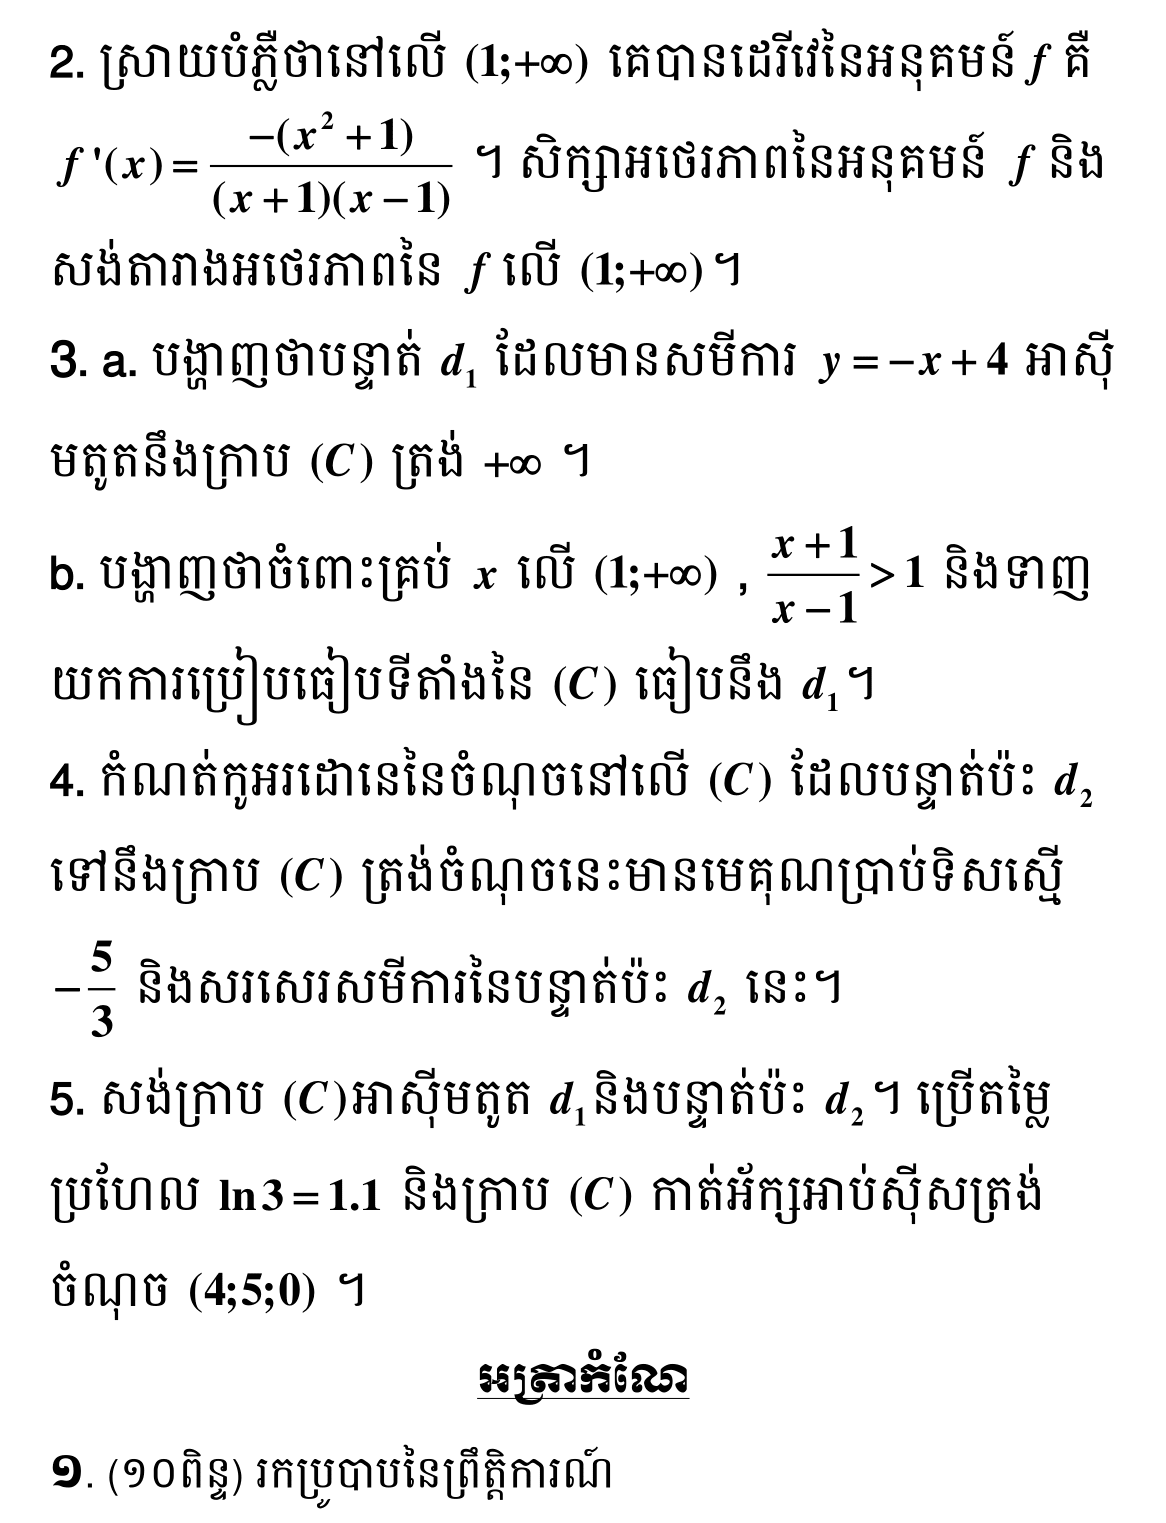 2. ស្រាយបំភ្លឺថានៅលើ (1;+∞) គេបានដេរីវេនៃអនុគមន៍ f គឺ
f'(x) = -(x² + 1) / (x + 1)(x − 1) ។ សិក្សាអថេរភាពនៃអនុគមន៍ f និង
សង់តារាងអថេរភាពនៃ f លើ (1;+∞) ។
3. a. បង្ហាញថាបន្ទាត់ d₁ ដែលមានសមីការ y = −x + 4 អាស៊ី
មតូតនឹងក្រាប (C) ត្រង់ +∞ ។
b. បង្ហាញថាចំពោះគ្រប់ x លើ (1;+∞) , x + 1 / x − 1 > 1 និងទាញ
យកការប្រៀបធៀបទីតាំងនៃ (C) ធៀបនឹង d₁ ។
4. កំណត់កូអរដោនេនៃចំណុចនៅលើ (C) ដែលបន្ទាត់ប៉ះ d₂
ទៅនឹងក្រាប (C) ត្រង់ចំណុចនេះមានមេគុណប្រាប់ទិសស្មើ
− 5/3 និងសរសេរសមីការនៃបន្ទាត់ប៉ះ d₂ នេះ។
5. សង់ក្រាប (C)អាស៊ីមតូត d₁និងបន្ទាត់ប៉ះ d₂ ។ ប្រើតម្លៃ
ប្រហែល ln 3 = 1.1 និងក្រាប (C) កាត់អ័ក្សអាប់ស៊ីសត្រង់
ចំណុច (4;5;0) ។
អត្រាកំណែ
១. (១០ពិន្ទុ) រកប្រូបាបនៃព្រឹត្តិការណ៍